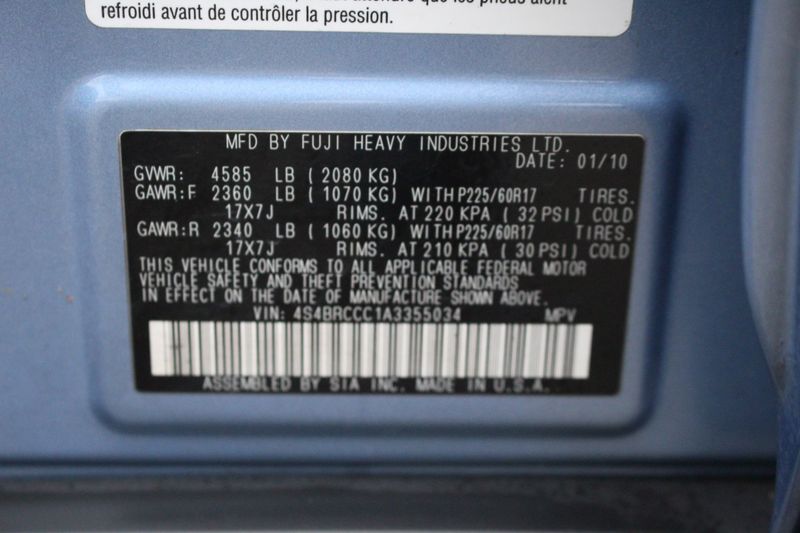 refroidi avant de contrôler la pression.
MFD BY FUJI HEAVY INDUSTRIES LTD.
DATE: 01/10
GVWR: 4585 LB ( 2080 KG)
GAWR:F 2360 LB ( 1070 KG) WITH P225/60R17 TIRES.
17X7J RIMS. AT 220 KPA ( 32 PSI) COLD
GAWR:R 2340 LB ( 1060 KG) WITH P225/60R17 TIRES.
17X7J RIMS. AT 210 KPA ( 30 PSI) COLD
THIS VEHICLE CONFORMS TO ALL APPLICABLE FEDERAL MOTOR
VEHICLE SAFETY AND THEFT PREVENTION STANDARDS
IN EFFECT ON THE DATE OF MANUFACTURE SHOWN ABOVE.
VIN: 4S4BRCCC1A3355034 MPV
ASSEMBLED BY SIA INC. MADE IN U.S.A.